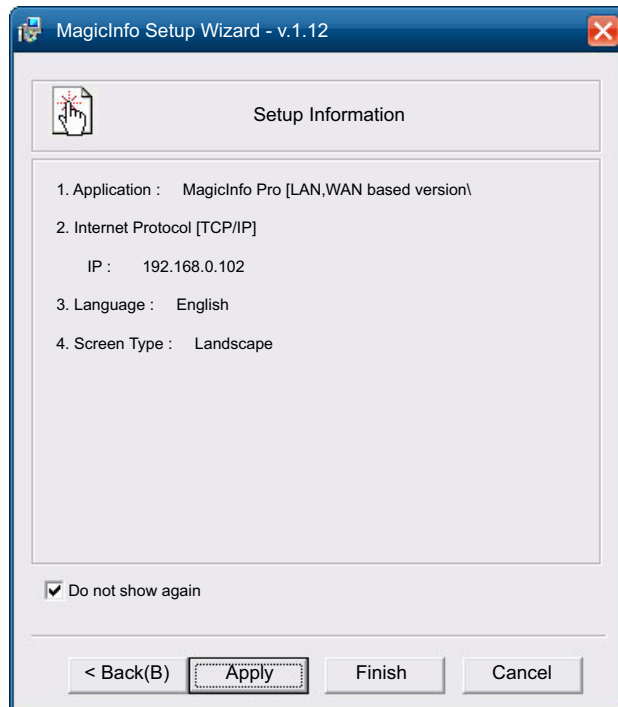 MagicInfo Setup Wizard - v.1.12
Setup Information
1. Application : MagicInfo Pro [LAN,WAN based version\
2. Internet Protocol [TCP/IP]
IP : 192.168.0.102
3. Language : English
4. Screen Type : Landscape
Do not show again
< Back(B) Apply Finish Cancel